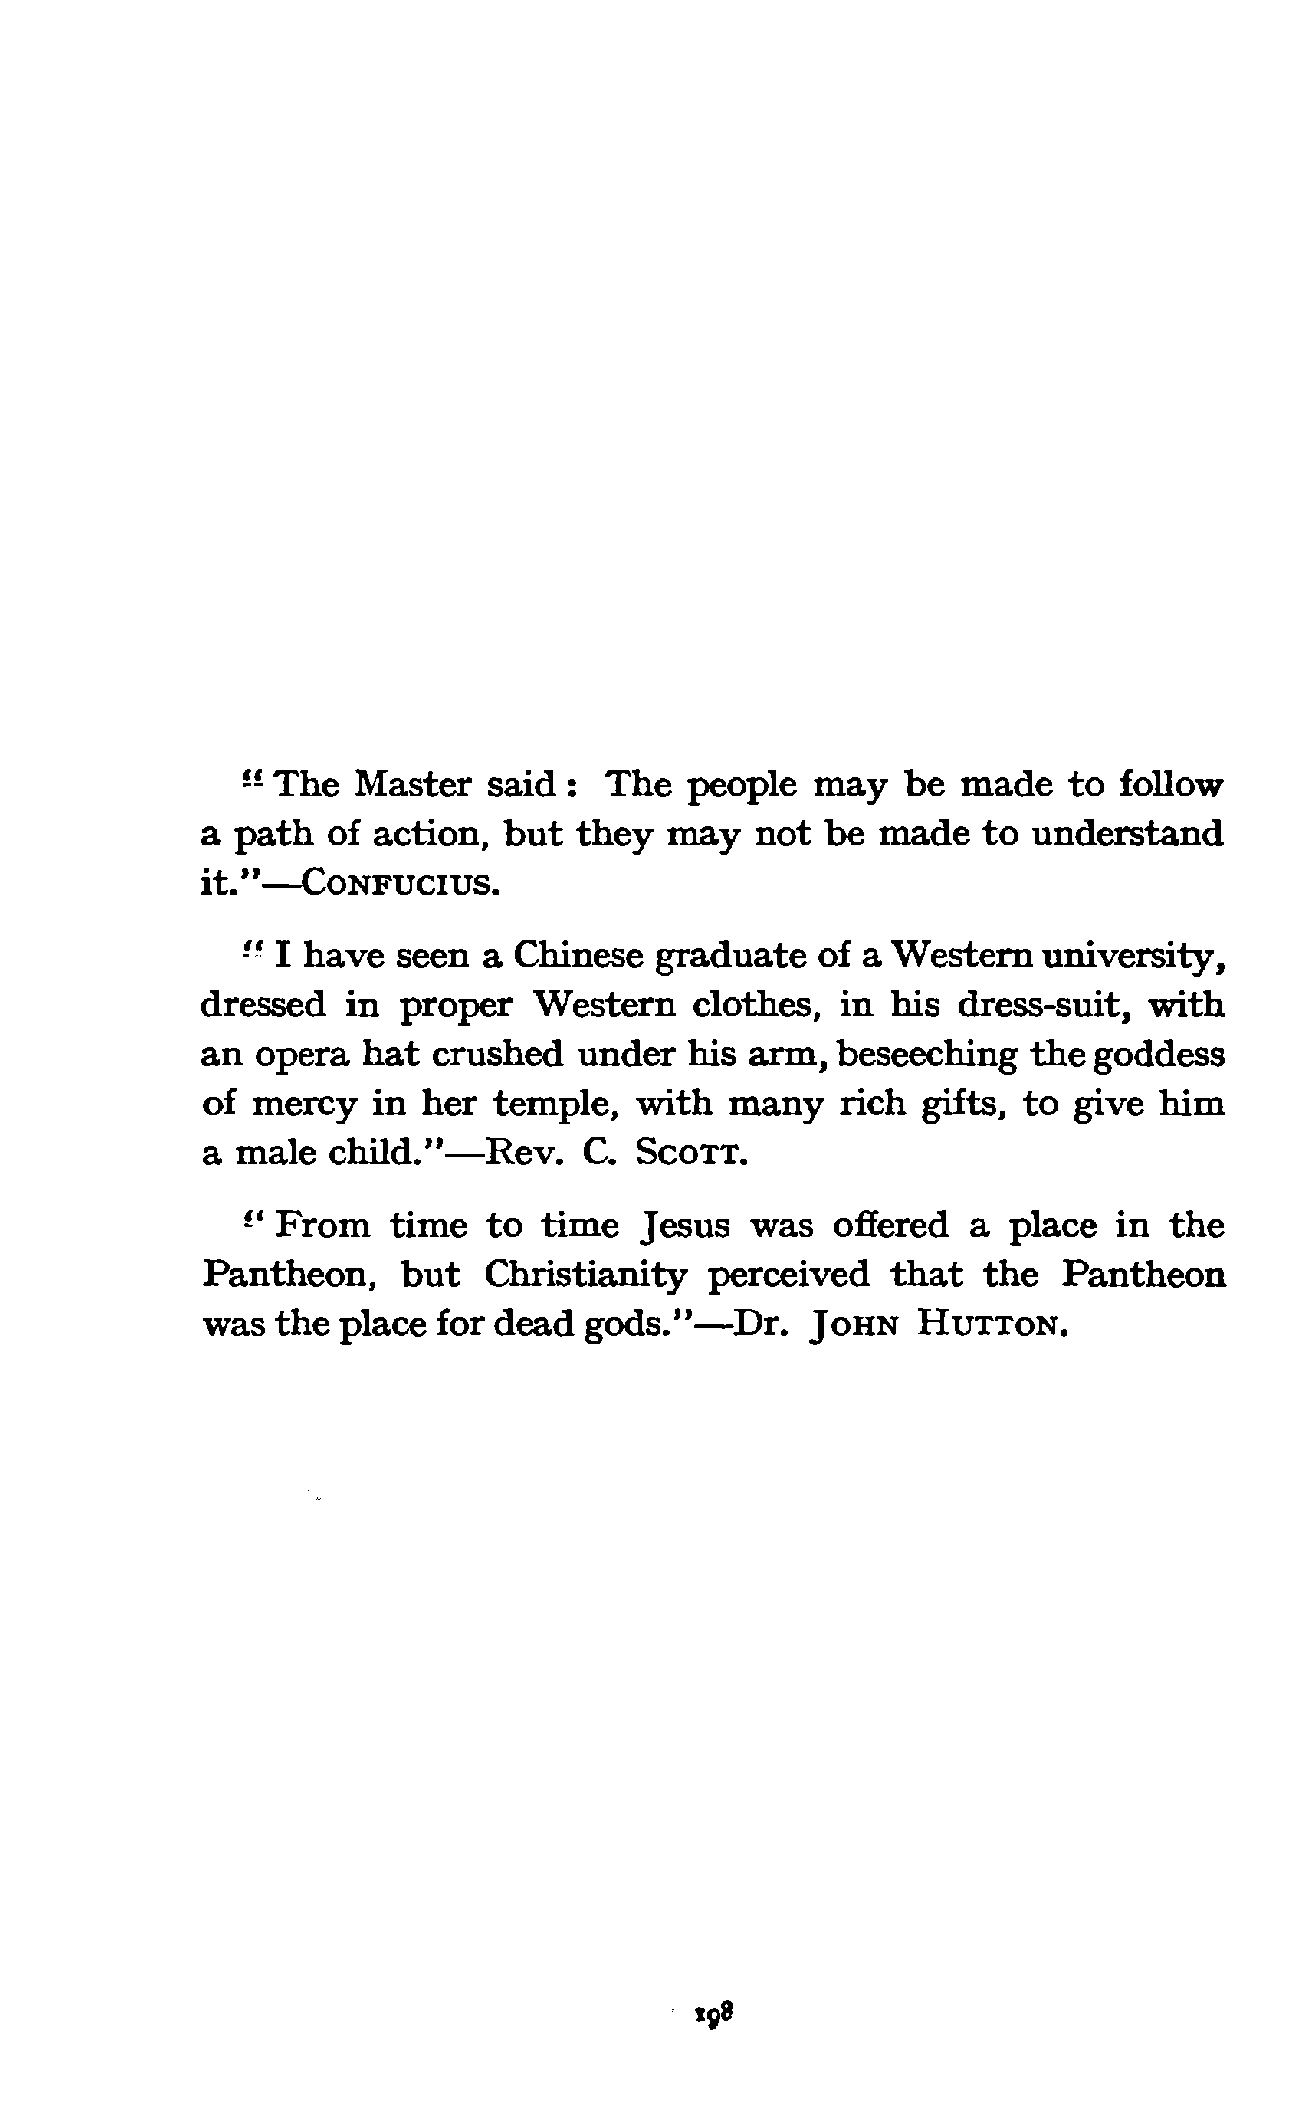 “ The Master said : The people may be made to follow
a path of action, but they may not be made to understand
it.”—CONFUCIUS.
“ I have seen a Chinese graduate of a Western university,
dressed in proper Western clothes, in his dress-suit, with
an opera hat crushed under his arm, beseeching the goddess
of mercy in her temple, with many rich gifts, to give him
a male child.”—Rev. C. SCOTT.
“ From time to time Jesus was offered a place in the
Pantheon, but Christianity perceived that the Pantheon
was the place for dead gods.”—Dr. JOHN HUTTON.
198